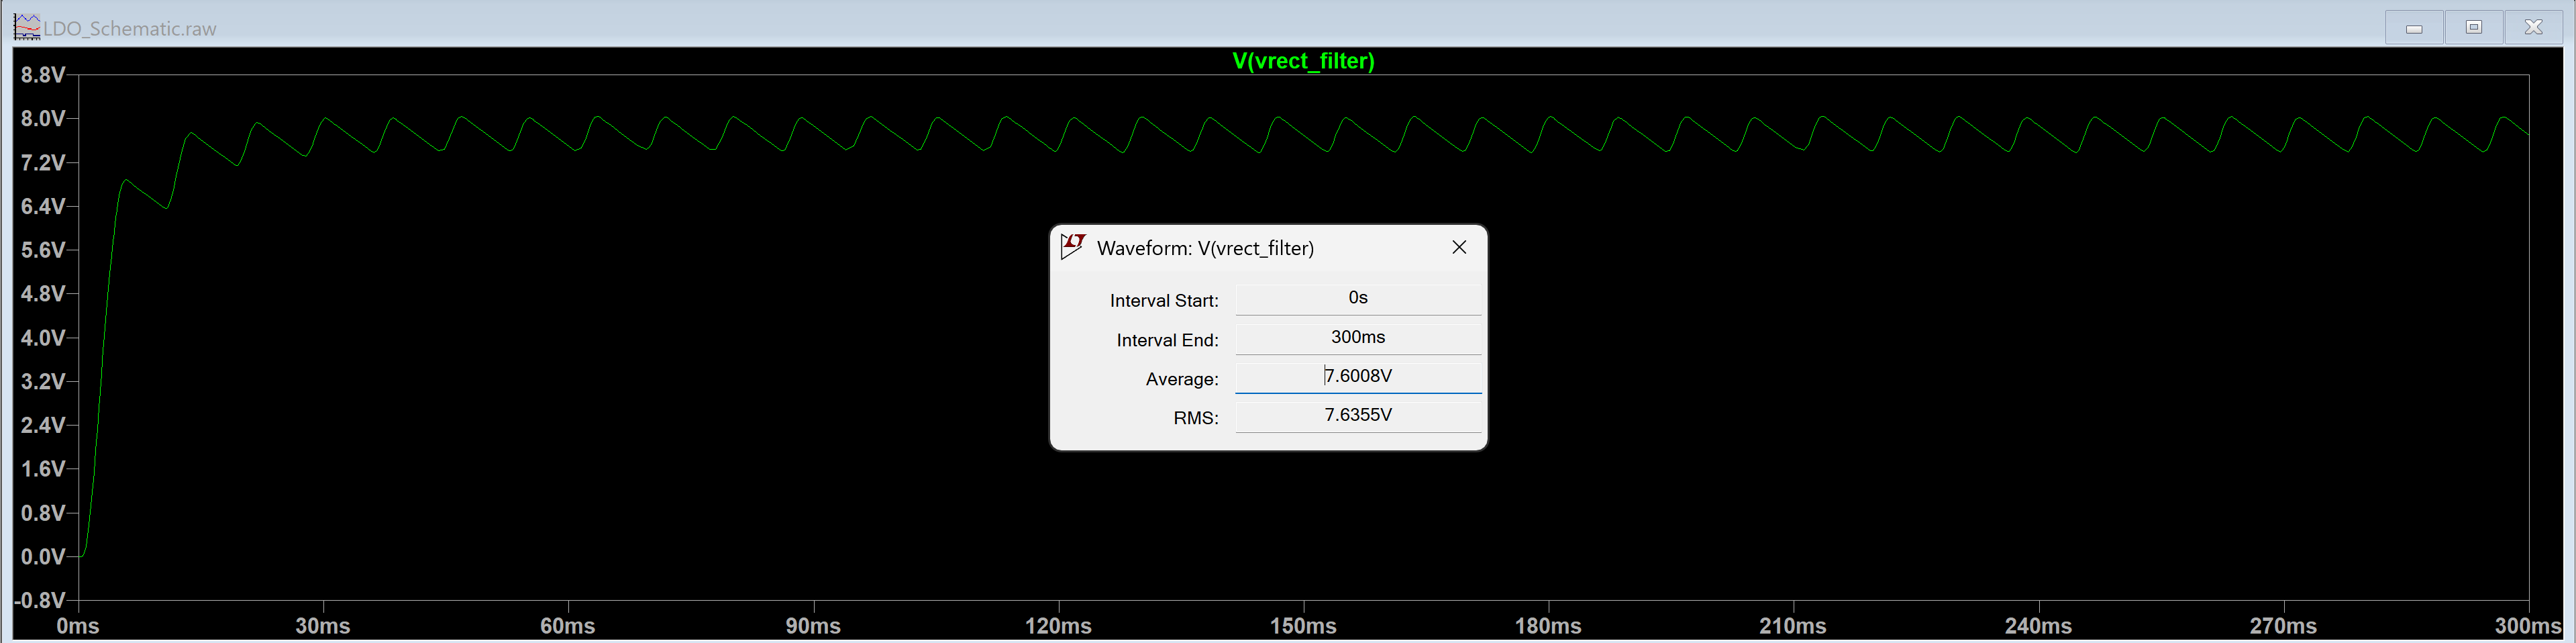 LDO_Schematic.raw
V(vrect_filter)
8.8V
8.0V
7.2V
6.4V
5.6V
4.8V
4.0V
3.2V
2.4V
1.6V
0.8V
0.0V
-0.8V
Waveform: V(vrect_filter)
Interval Start: 0s
Interval End: 300ms
Average: 7.6008V
RMS: 7.6355V
0ms 30ms 60ms 90ms 120ms 150ms 180ms 210ms 240ms 270ms 300ms